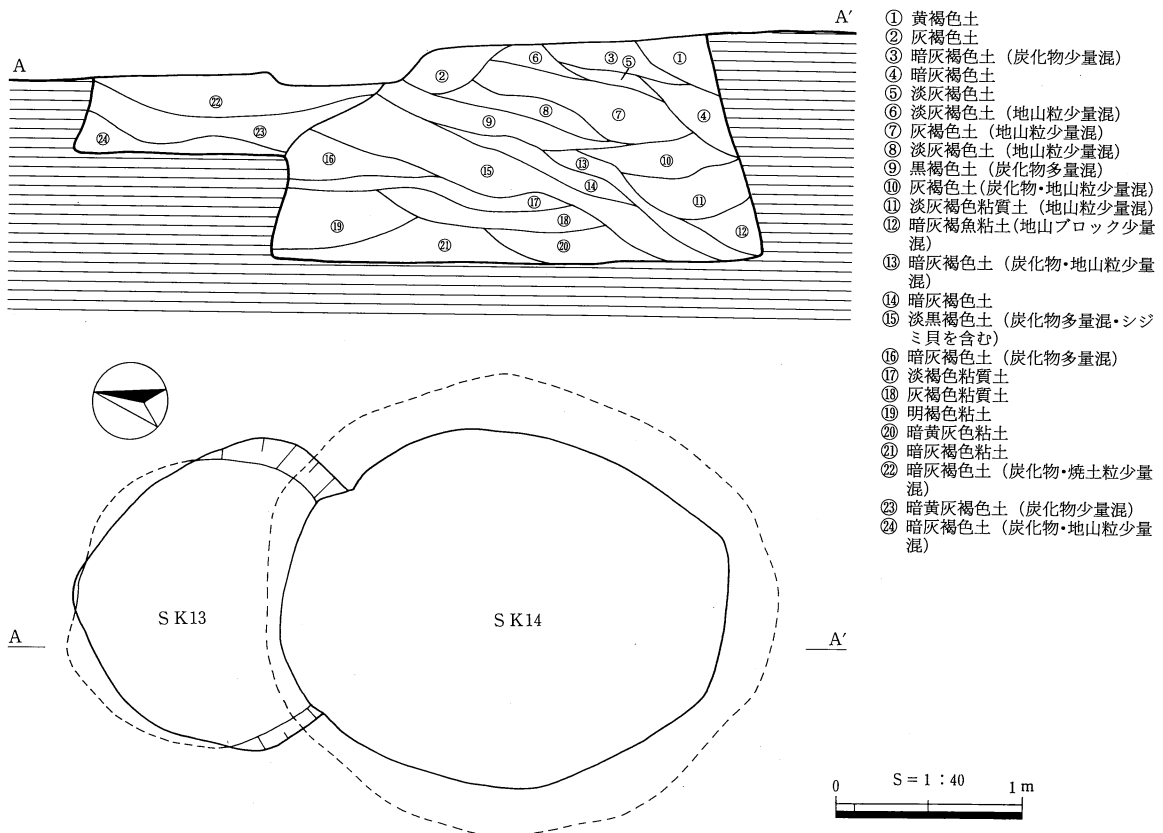 A
A′
① 黄褐色土
② 灰褐色土
③ 暗灰褐色土（炭化物少量混）
④ 暗灰褐色土
⑤ 淡灰褐色土
⑥ 淡灰褐色土（地山粒少量混）
⑦ 灰褐色土（地山粒少量混）
⑧ 淡灰褐色土（地山粒少量混）
⑨ 黒褐色土（炭化物多量混）
⑩ 灰褐色土(炭化物・地山粒少量混)
⑪ 淡灰褐色粘質土（地山粒少量混）
⑫ 暗灰褐魚粘土(地山ブロック少量
混）
⑬ 暗灰褐色土（炭化物・地山粒少量
混）
⑭ 暗灰褐色土
⑮ 淡黒褐色土（炭化物多量混・シジ
ミ貝を含む）
⑯ 暗灰褐色土（炭化物多量混）
⑰ 淡褐色粘質土
⑱ 灰褐色粘質土
⑲ 明褐色粘土
⑳ 暗黄灰色粘土
㉑ 暗灰褐色粘土
㉒ 暗灰褐色土（炭化物・焼土粒少量
混）
㉓ 暗黄灰褐色土（炭化物少量混）
㉔ 暗灰褐色土（炭化物・地山粒少量
混）
① ② ③ ④ ⑤ ⑥ ⑦ ⑧ ⑨ ⑩ ⑪ ⑫ ⑬ ⑭ ⑮ ⑯ ⑰ ⑱ ⑲ ⑳ ㉑ ㉒ ㉓ ㉔
SK13
SK14
A
A′
S＝1：40
0
1m